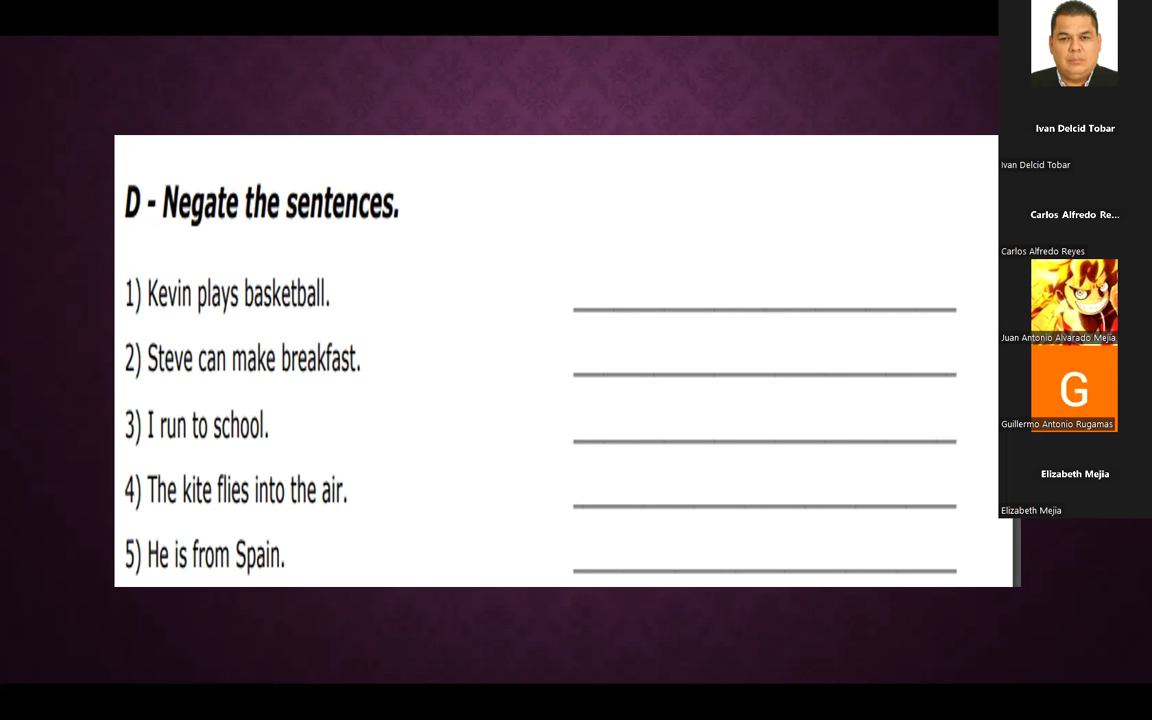 D - Negate the sentences.
1) Kevin plays basketball.
2) Steve can make breakfast.
3) I run to school.
4) The kite flies into the air.
5) He is from Spain.
Ivan Delcid Tobar
Ivan Delcid Tobar
Carlos Alfredo Re...
Carlos Alfredo Reyes
Juan Antonio Alvarado Mejía
G
Guillermo Antonio Rugamas
Elizabeth Mejia
Elizabeth Mejia